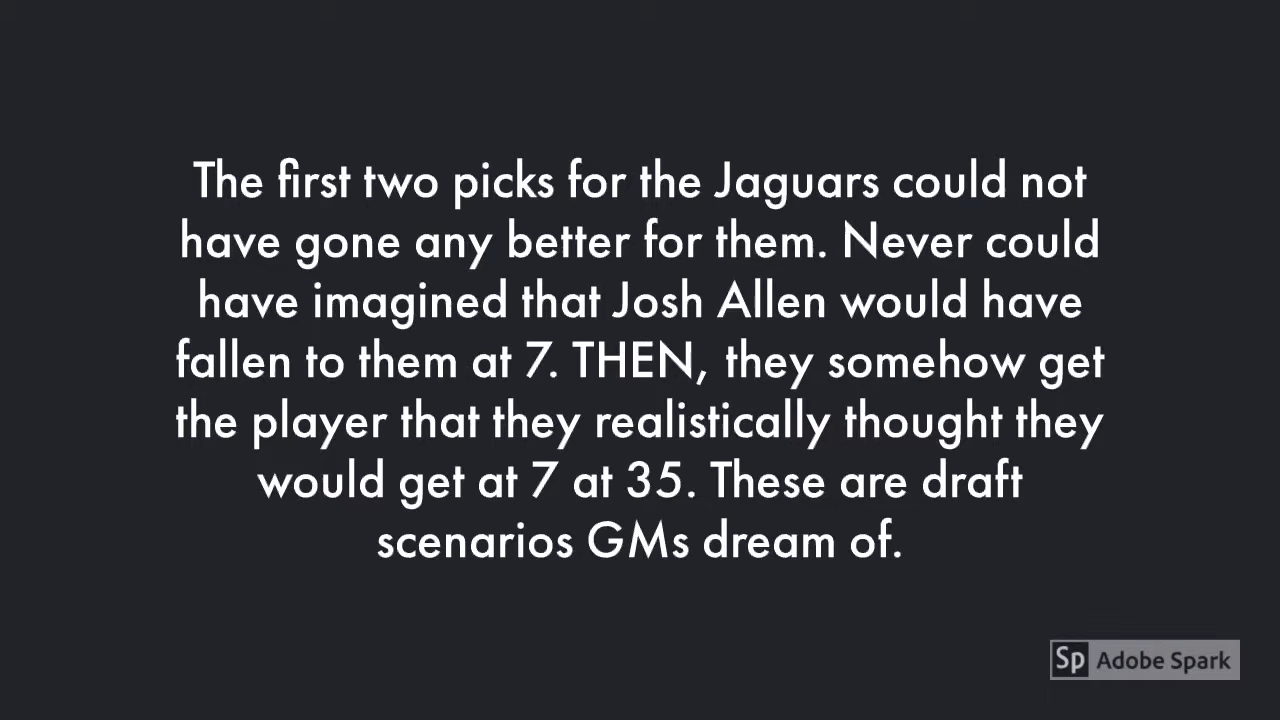 The first two picks for the Jaguars could not
have gone any better for them. Never could
have imagined that Josh Allen would have
fallen to them at 7. THEN, they somehow get
the player that they realistically thought they
would get at 7 at 35. These are draft
scenarios GMs dream of.
Sp Adobe Spark